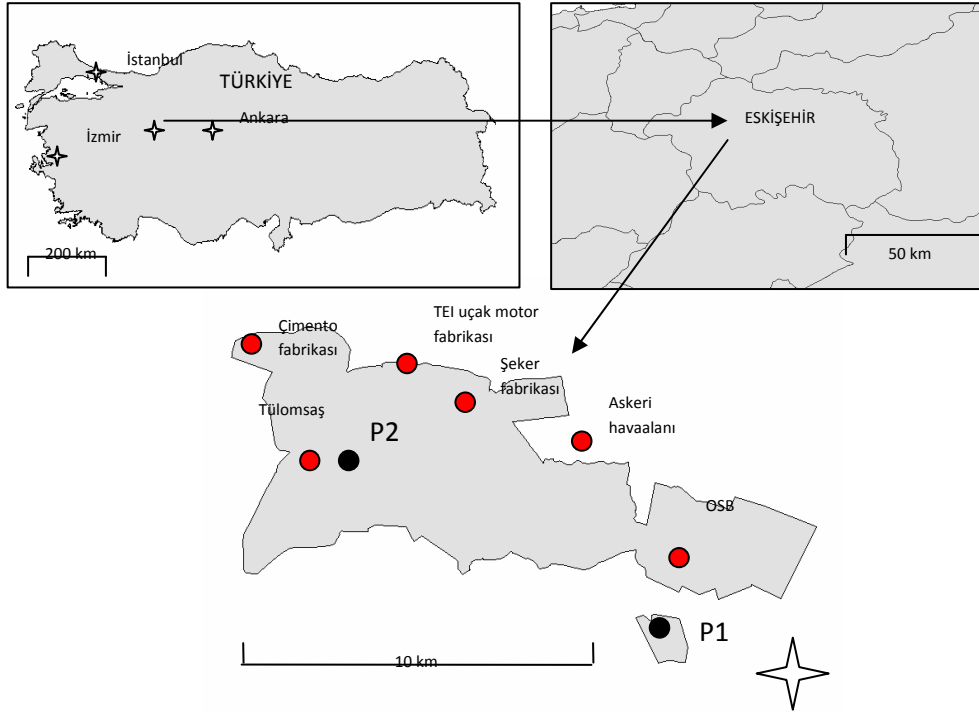 İstanbul
TÜRKİYE
Ankara
İzmir
200 km
ESKİŞEHİR
50 km
TEI uçak motor
fabrikası
Çimento
fabrikası
Şeker
fabrikası
Tülomsaş
Askeri
havaalanı
P2
OSB
P1
10 km